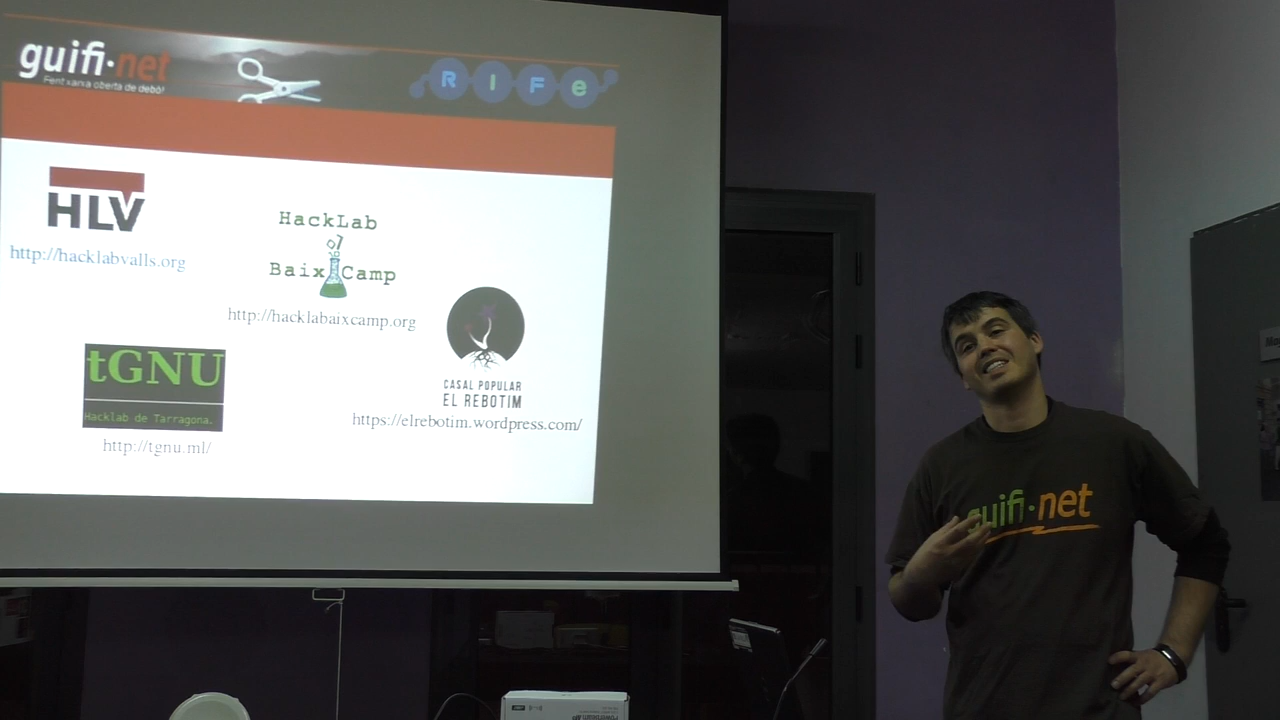 guifi·net
Fent xarxa oberta de debò!
R I F e
HLV
http://hacklabvalls.org
HackLab
Baix Camp
http://hacklabaixcamp.org
tGNU
Hacklab de Tarragona.
http://tgnu.ml/
CASAL POPULAR
EL REBOTIM
https://elrebotim.wordpress.com/
guifi·net